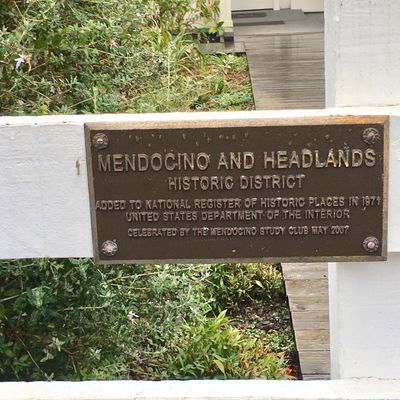 MENDOCINO AND HEADLANDS
HISTORIC DISTRICT
ADDED TO NATIONAL REGISTER OF HISTORIC PLACES IN 1971
UNITED STATES DEPARTMENT OF THE INTERIOR
CELEBRATED BY THE MENDOCINO STUDY CLUB MAY 2007